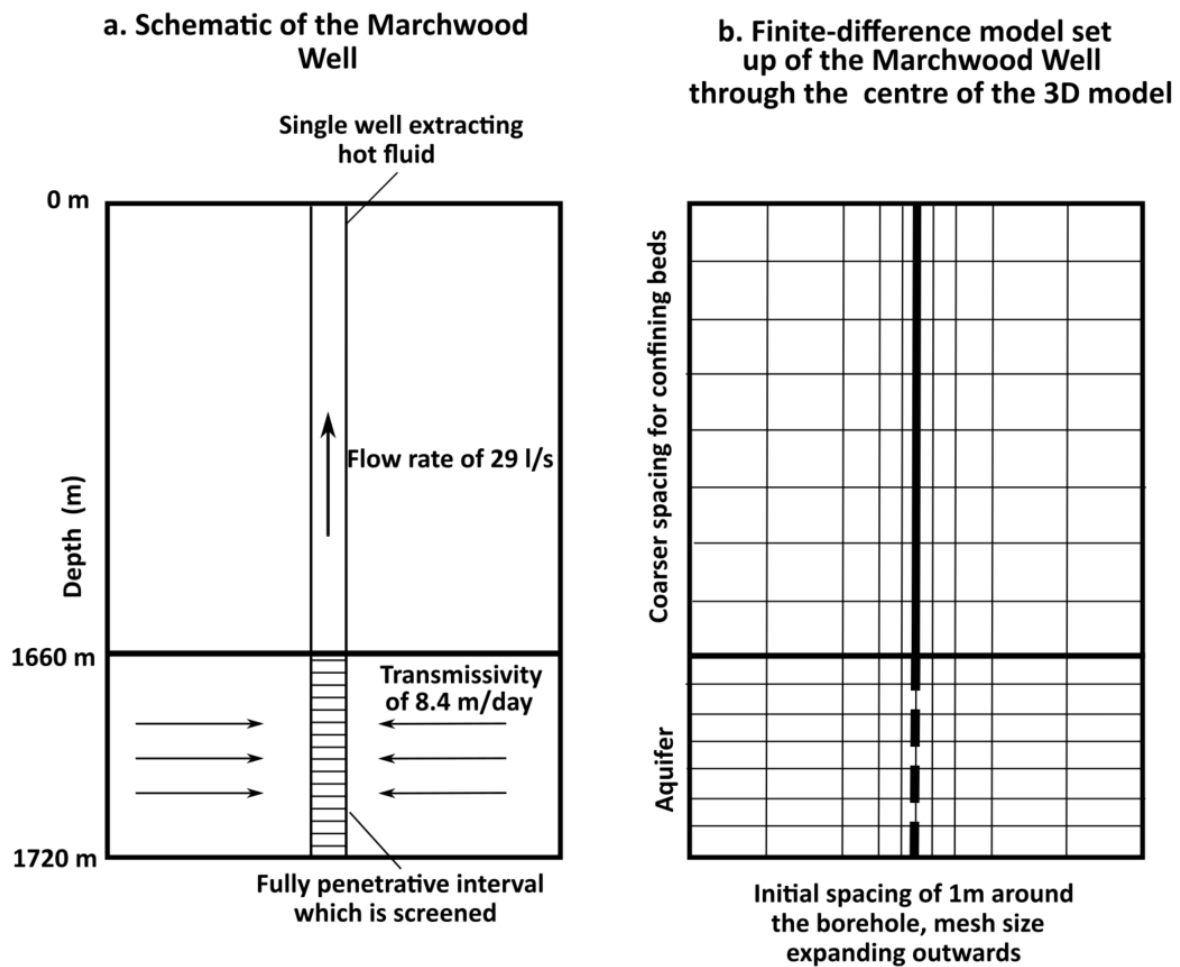 a. Schematic of the Marchwood
Well
Single well extracting
hot fluid
0 m
Flow rate of 29 l/s
Depth (m)
1660 m
Transmissivity
of 8.4 m/day
1720 m
Fully penetrative interval
which is screened
b. Finite-difference model set
up of the Marchwood Well
through the centre of the 3D model
Coarser spacing for confining beds
Aquifer
Initial spacing of 1m around
the borehole, mesh size
expanding outwards